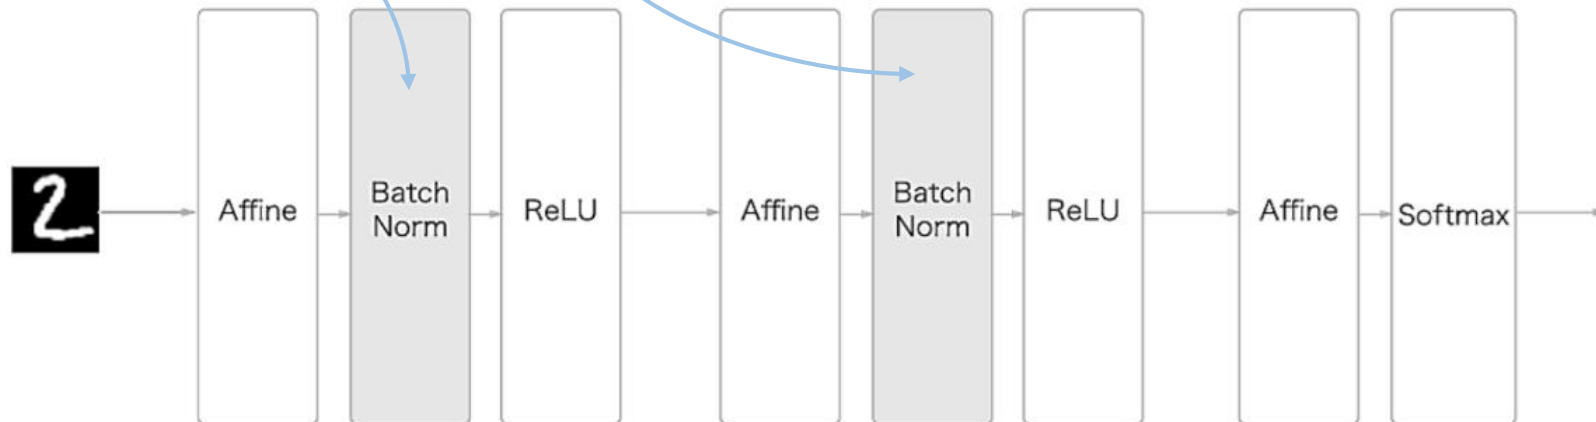 2
Affine
Batch
Norm
ReLU
Affine
Batch
Norm
ReLU
Affine
Softmax